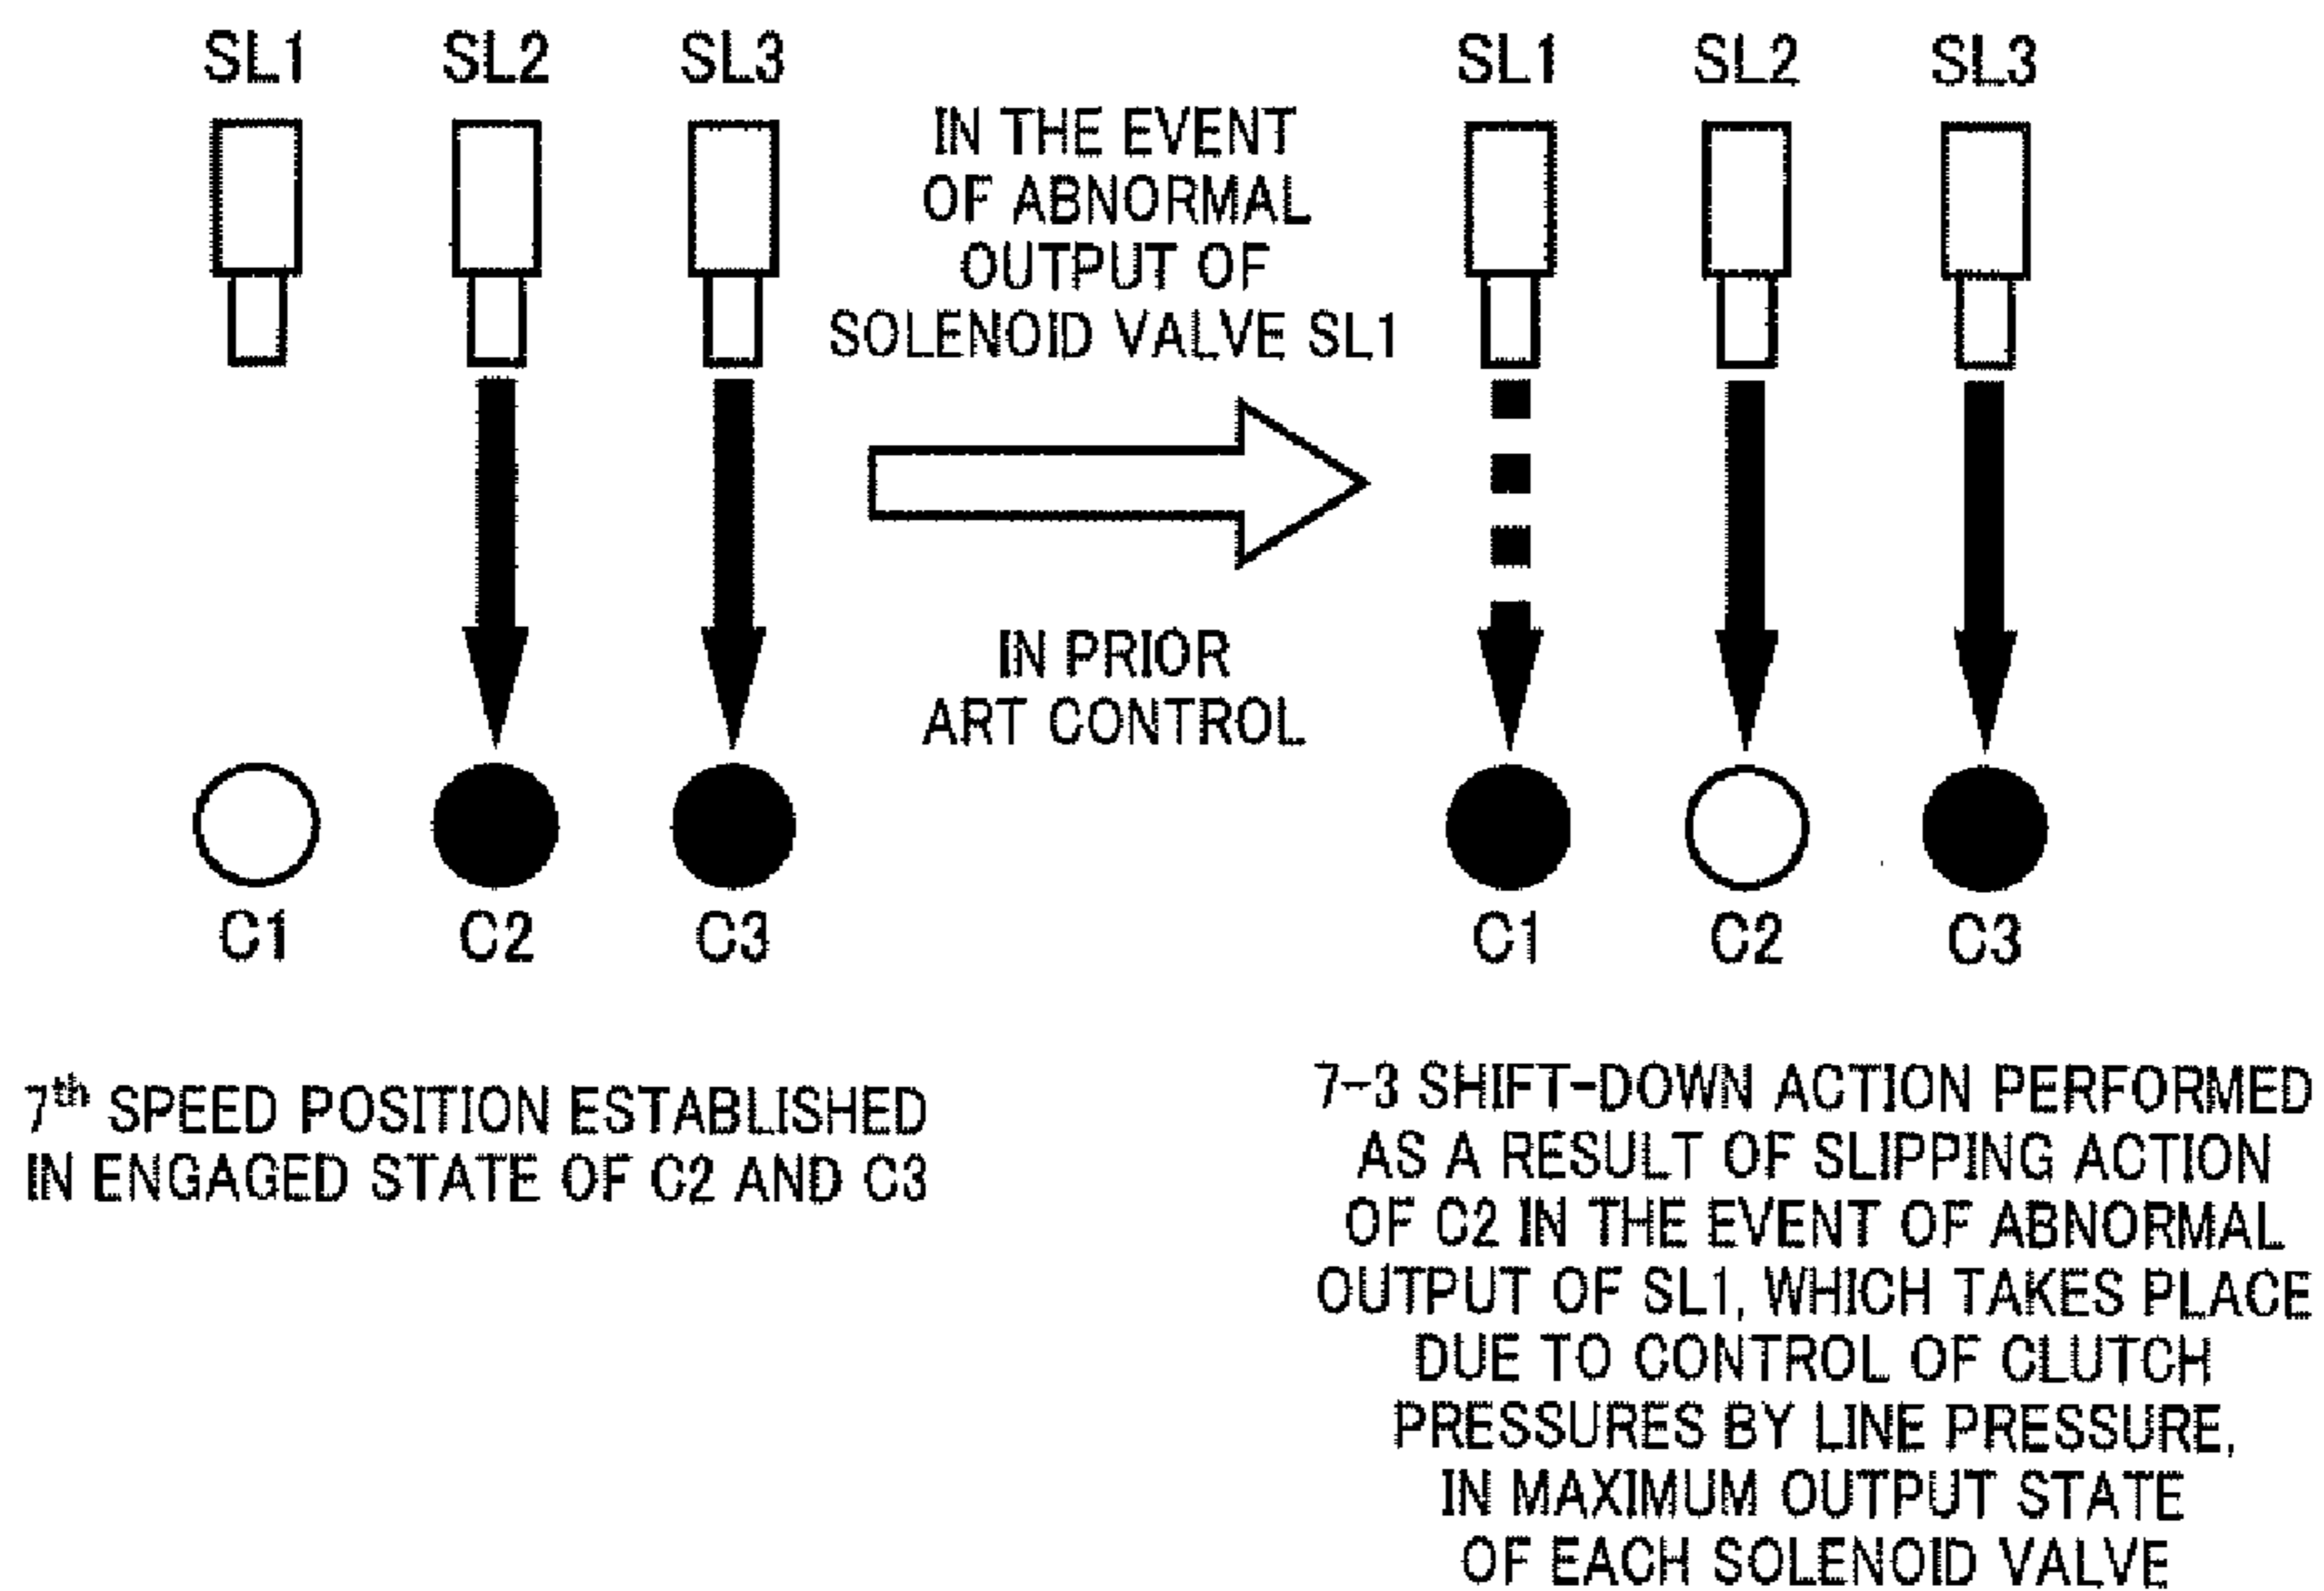 SL1 SL2 SL3
IN THE EVENT
OF ABNORMAL
OUTPUT OF
SOLENOID VALVE SL1
IN PRIOR
ART CONTROL
C1 C2 C3
7th SPEED POSITION ESTABLISHED
IN ENGAGED STATE OF C2 AND C3
SL1 SL2 SL3
C1 C2 C3
7-3 SHIFT-DOWN ACTION PERFORMED
AS A RESULT OF SLIPPING ACTION
OF C2 IN THE EVENT OF ABNORMAL
OUTPUT OF SL1, WHICH TAKES PLACE
DUE TO CONTROL OF CLUTCH
PRESSURES BY LINE PRESSURE,
IN MAXIMUM OUTPUT STATE
OF EACH SOLENOID VALVE